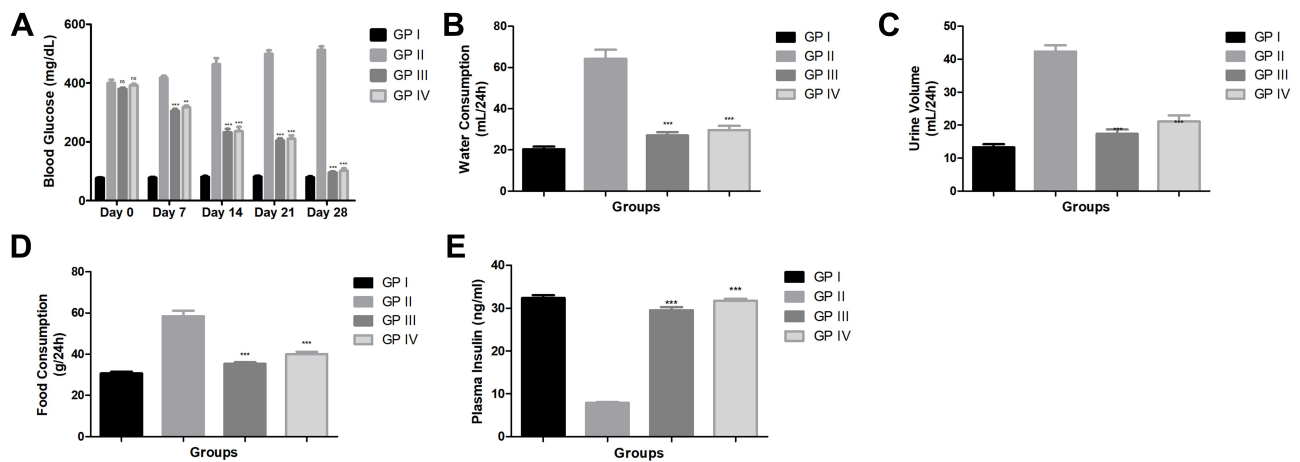 A
Blood Glucose (mg/dL)
600
400
200
0
ns
ns
***
**
***
***
***
***
***
***
Day 0 Day 7 Day 14 Day 21 Day 28
GP I
GP II
GP III
GP IV
B
Water Consumption
(mL/24h)
80
60
40
20
0
***
***
Groups
GP I
GP II
GP III
GP IV
C
Urine Volume
(mL/24h)
50
40
30
20
10
0
***
***
Groups
GP I
GP II
GP III
GP IV
D
Food Consumption
(g/24h)
80
60
40
20
0
***
***
Groups
GP I
GP II
GP III
GP IV
E
Plasma Insulin (ng/ml)
40
30
20
10
0
***
***
Groups
GP I
GP II
GP III
GP IV